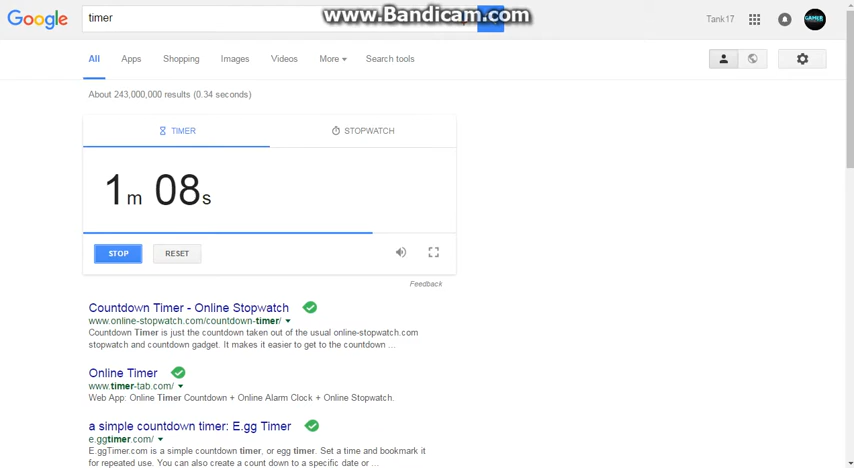 www.Bandicam.com
Google
timer
Tank17
GAMER
All Apps Shopping Images Videos More Search tools
About 243,000,000 results (0.34 seconds)
TIMER STOPWATCH
1m 08s
STOP RESET
Feedback
Countdown Timer - Online Stopwatch
www.online-stopwatch.com/countdown-timer/
Countdown Timer is just the countdown taken out of the usual online-stopwatch.com
stopwatch and countdown gadget. It makes it easier to get to the countdown ...
Online Timer
www.timer-tab.com/
Web App: Online Timer Countdown + Online Alarm Clock + Online Stopwatch.
a simple countdown timer: E.gg Timer
e.ggtimer.com/
E.ggTimer.com is a simple countdown timer, or egg timer. Set a time and bookmark it
for repeated use. You can also create a count down to a specific date or ...